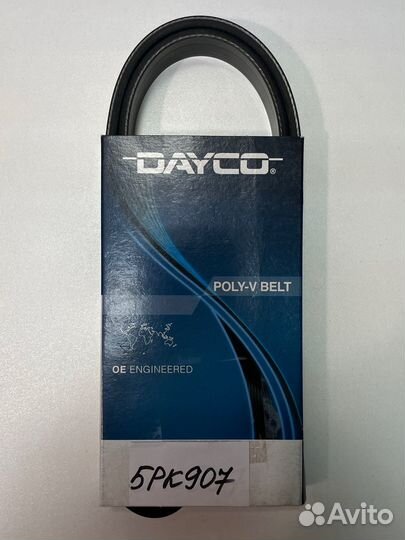 DAYCO®
POLY-V BELT
OE ENGINEERED
5PK907
Avito